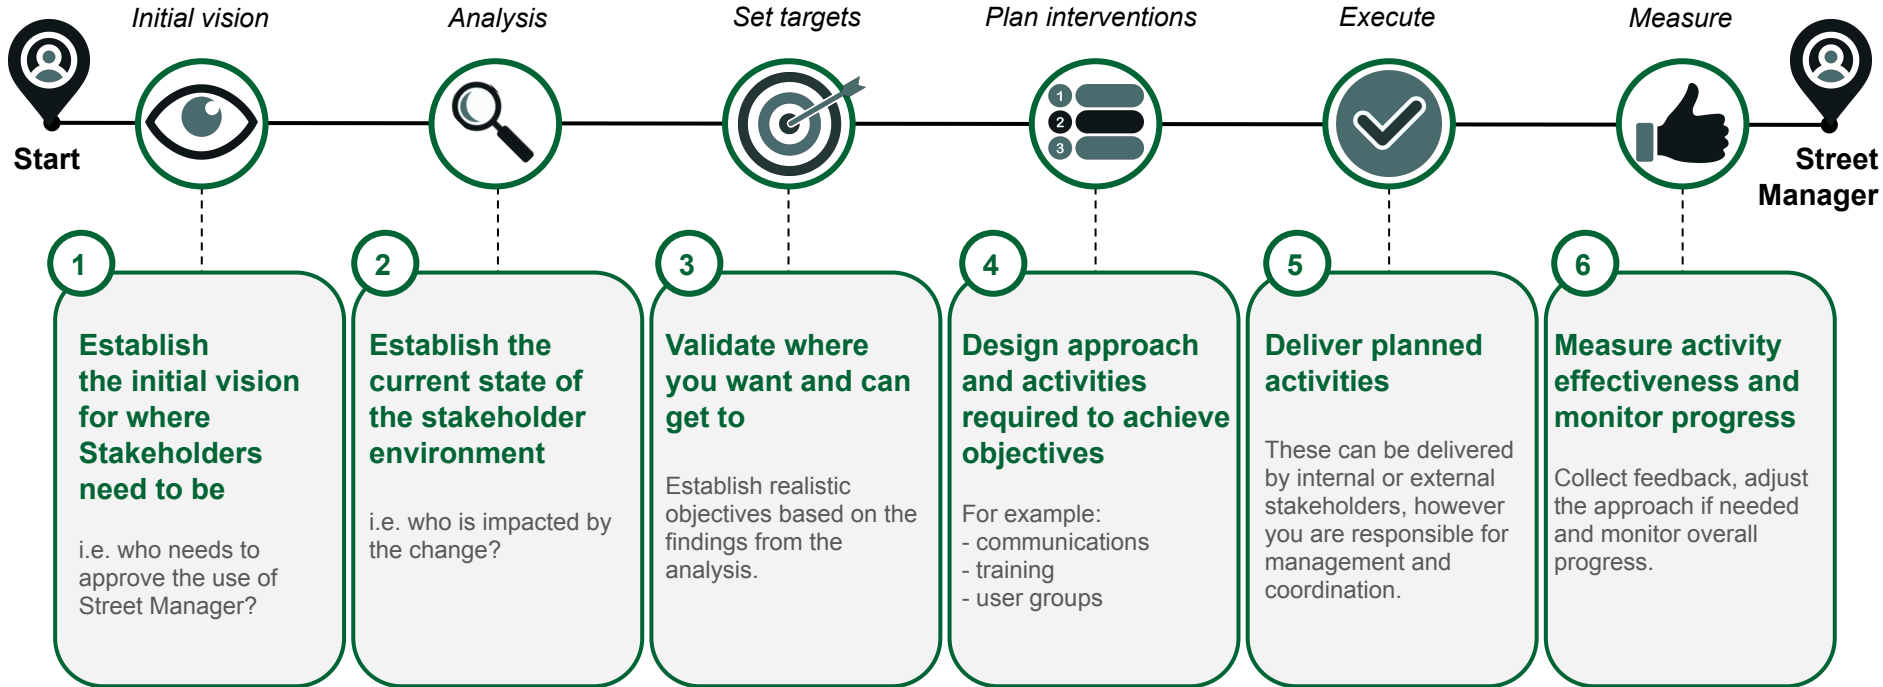 Initial vision
Analysis
Set targets
Plan interventions
Execute
Measure
Start
1
2
3
Street
Manager
1
Establish
the initial vision
for where
Stakeholders
need to be
i.e. who needs to
approve the use of
Street Manager?
2
Establish the
current state of
the stakeholder
environment
i.e. who is impacted by
the change?
3
Validate where
you want and can
get to
Establish realistic
objectives based on the
findings from the
analysis.
4
Design approach
and activities
required to achieve
objectives
For example:
- communications
- training
- user groups
5
Deliver planned
activities
These can be delivered
by internal or external
stakeholders, however
you are responsible for
management and
coordination.
6
Measure activity
effectiveness and
monitor progress
Collect feedback, adjust
the approach if needed
and monitor overall
progress.